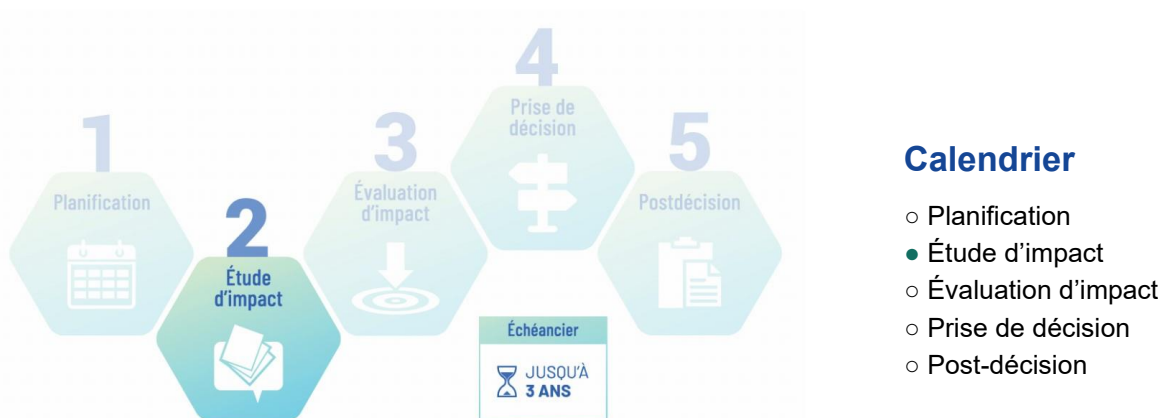 1
Planification
2
Étude
d'impact
3
Évaluation
d'impact
4
Prise de
décision
5
Postdécision
Échéancier
JUSQU'À
3 ANS
Calendrier
○ Planification
● Étude d’impact
○ Évaluation d’impact
○ Prise de décision
○ Post-décision